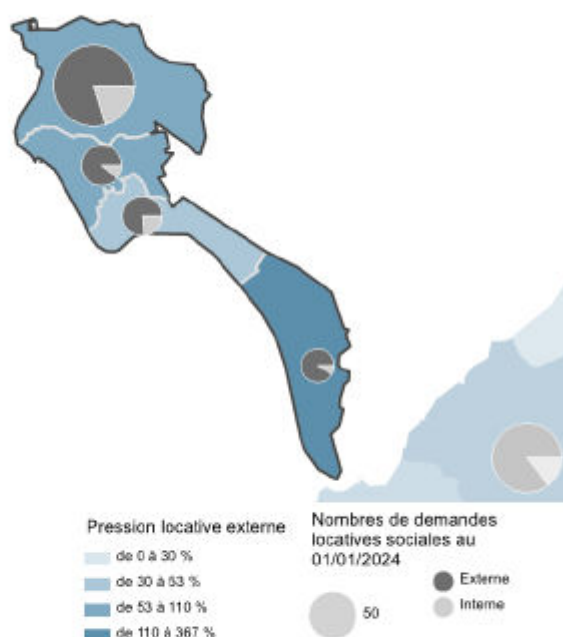 Pression locative externe
de 0 à 30 %
de 30 à 53 %
de 53 à 110 %
de 110 à 367 %
Nombres de demandes
locatives sociales au
01/01/2024
50
Externe
Interne